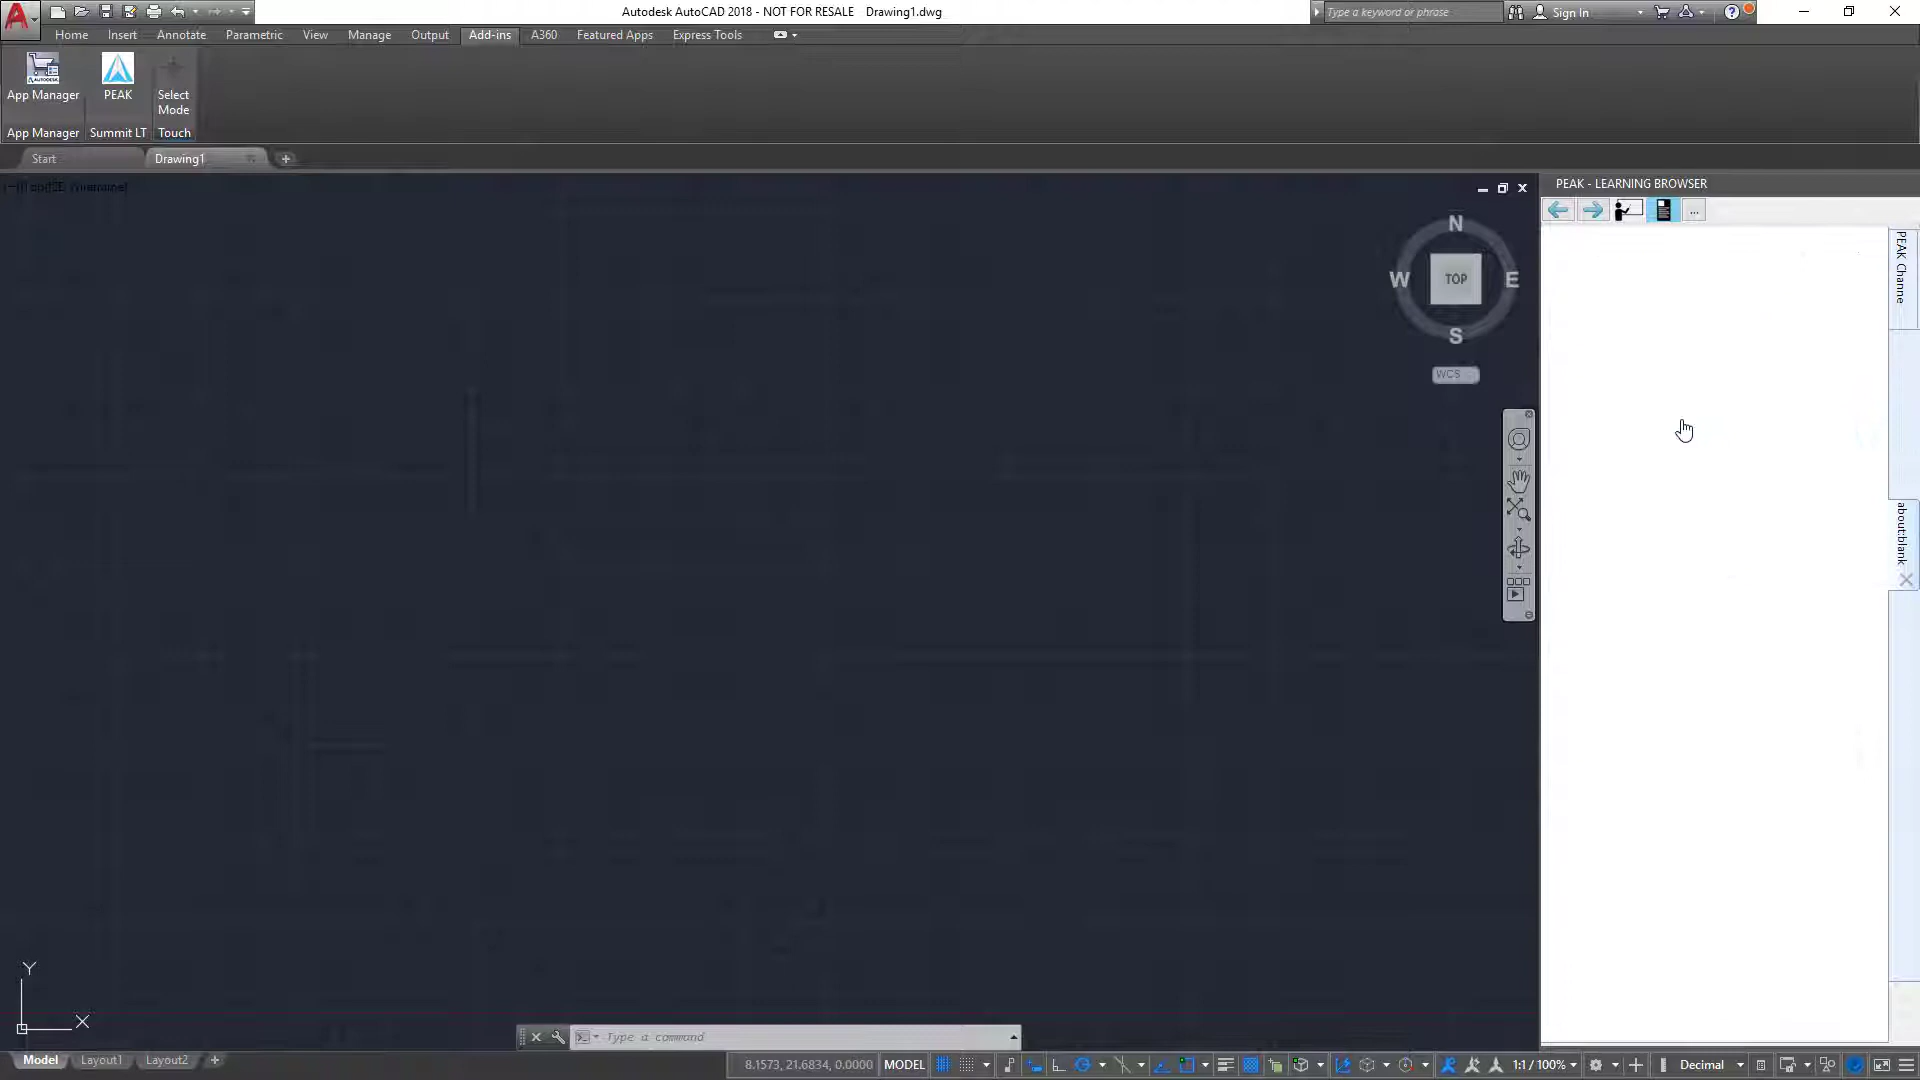 Autodesk AutoCAD 2018 - NOT FOR RESALE Drawing1.dwg
Type a keyword or phrase
Sign In
Home Insert Annotate Parametric View Manage Output Add-ins A360 Featured Apps Express Tools
App Manager
PEAK
Select
Mode
App Manager Summit LT Touch
Start
Drawing1
PEAK - LEARNING BROWSER
...
N
W
TOP
E
S
WCS
PEAK Channe
about:blank
Y
X
Type a command
Model Layout1 Layout2
8.1573, 21.6834, 0.0000 MODEL
1:1 / 100%
Decimal